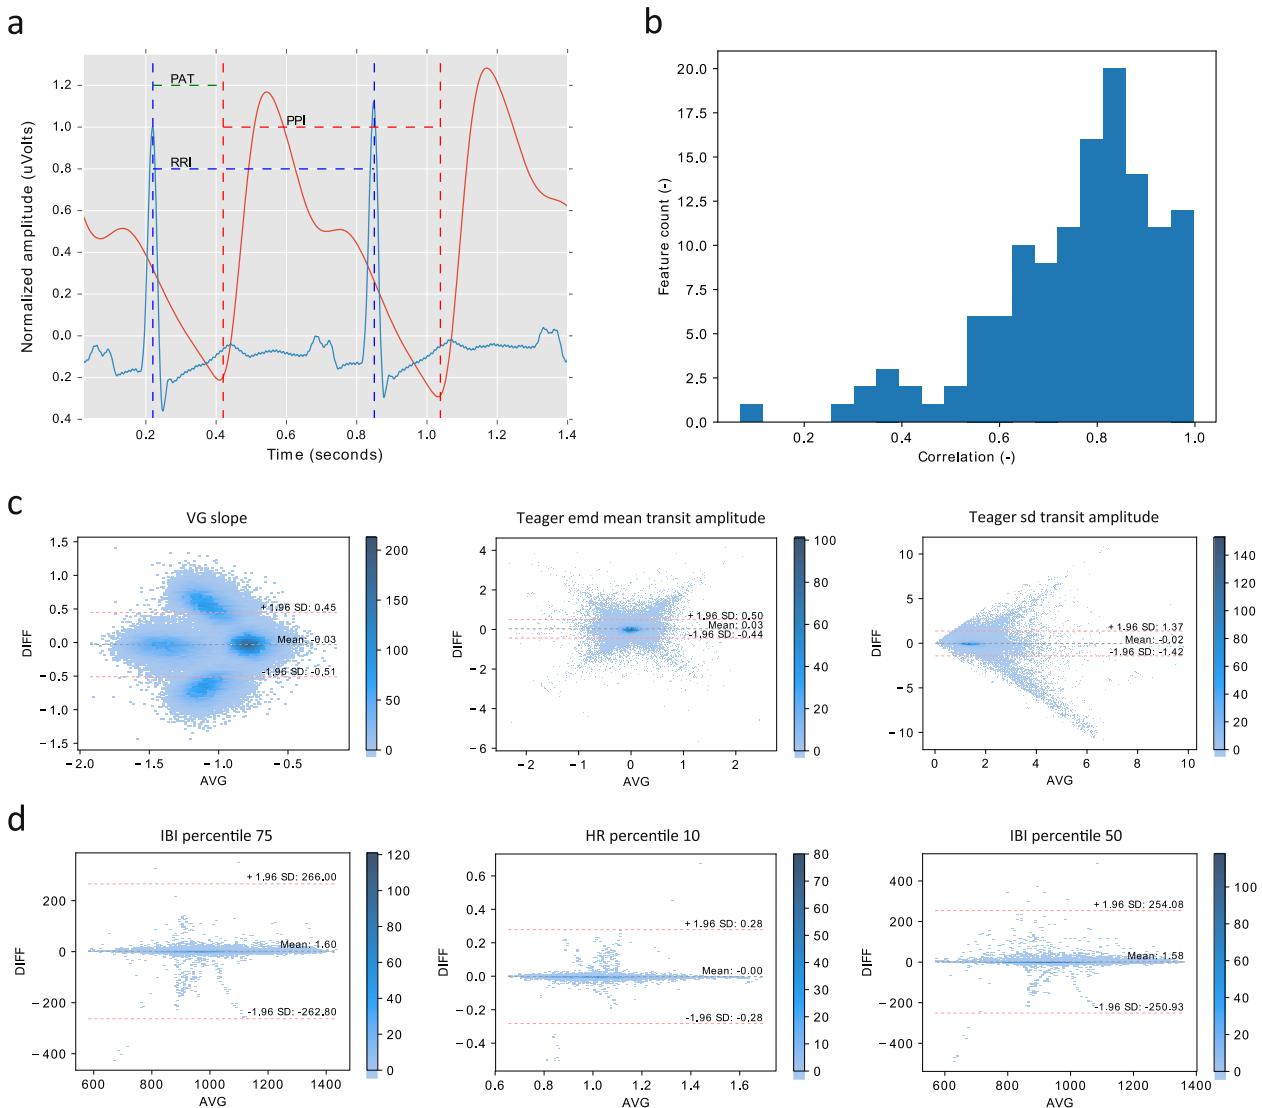 a
PAT
PPI
RRI
1.2
1.0
0.8
0.6
0.4
0.2
0.0
0.2
0.4
Normalized amplitude (uVolts)
0.2 0.4 0.6 0.8 1.0 1.2 1.4
Time (seconds)
b
20.0
17.5
15.0
12.5
10.0
7.5
5.0
2.5
0.0
Feature count (-)
0.2 0.4 0.6 0.8 1.0
Correlation (-)
c
VG slope
1.5
1.0
0.5
0.0
−0.5
−1.0
−1.5
DIFF
+1.96 SD: 0.45
Mean: -0.03
-1.96 SD: -0.51
−2.0 −1.5 −1.0 −0.5
AVG
200
150
100
50
0
Teager emd mean transit amplitude
4
2
0
−2
−4
−6
DIFF
+1.96 SD: 0.50
Mean: 0.03
-1.96 SD: -0.44
−2 −1 0 1 2
AVG
100
80
60
40
20
0
Teager sd transit amplitude
10
5
0
−5
−10
DIFF
+1.96 SD: 1.37
Mean: -0.02
-1.96 SD: -1.42
0 2 4 6 8 10
AVG
140
120
100
80
60
40
20
0
d
IBI percentile 75
200
0
−200
−400
DIFF
+1.96 SD: 266.00
Mean: 1.60
-1.96 SD: -262.80
600 800 1000 1200 1400
AVG
120
100
80
60
40
20
0
HR percentile 10
0.6
0.4
0.2
0.0
−0.2
−0.4
DIFF
+1.96 SD: 0.28
Mean: -0.00
-1.96 SD: -0.28
0.6 0.8 1.0 1.2 1.4 1.6
AVG
80
70
60
50
40
30
20
10
0
IBI percentile 50
400
200
0
−200
−400
DIFF
+1.96 SD: 254.08
Mean: 1.58
-1.96 SD: -250.93
600 800 1000 1200 1400
AVG
100
80
60
40
20
0